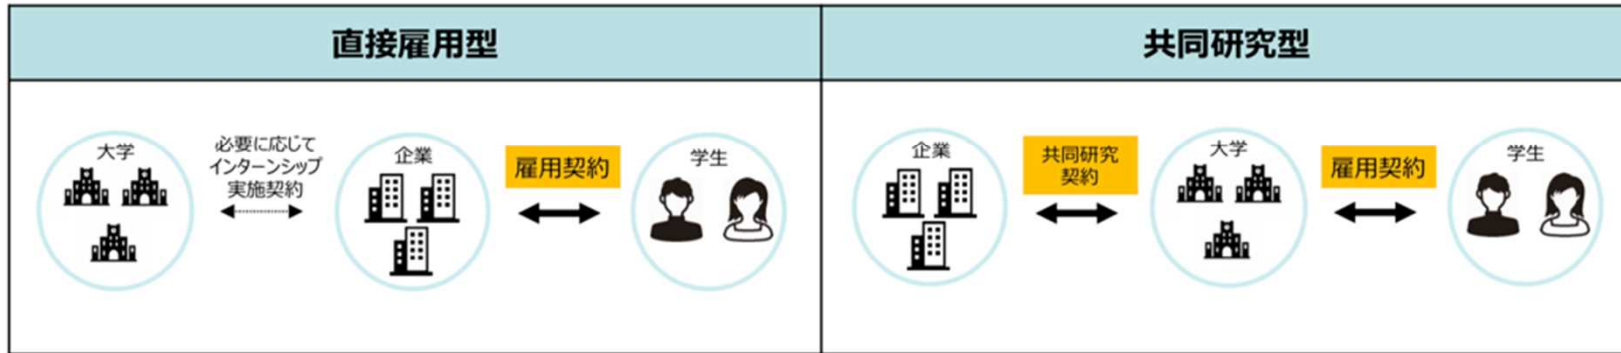 直接雇用型
共同研究型
大学
必要に応じて
インターンシップ
実施契約
企業
雇用契約
学生
企業
共同研究
契約
大学
雇用契約
学生